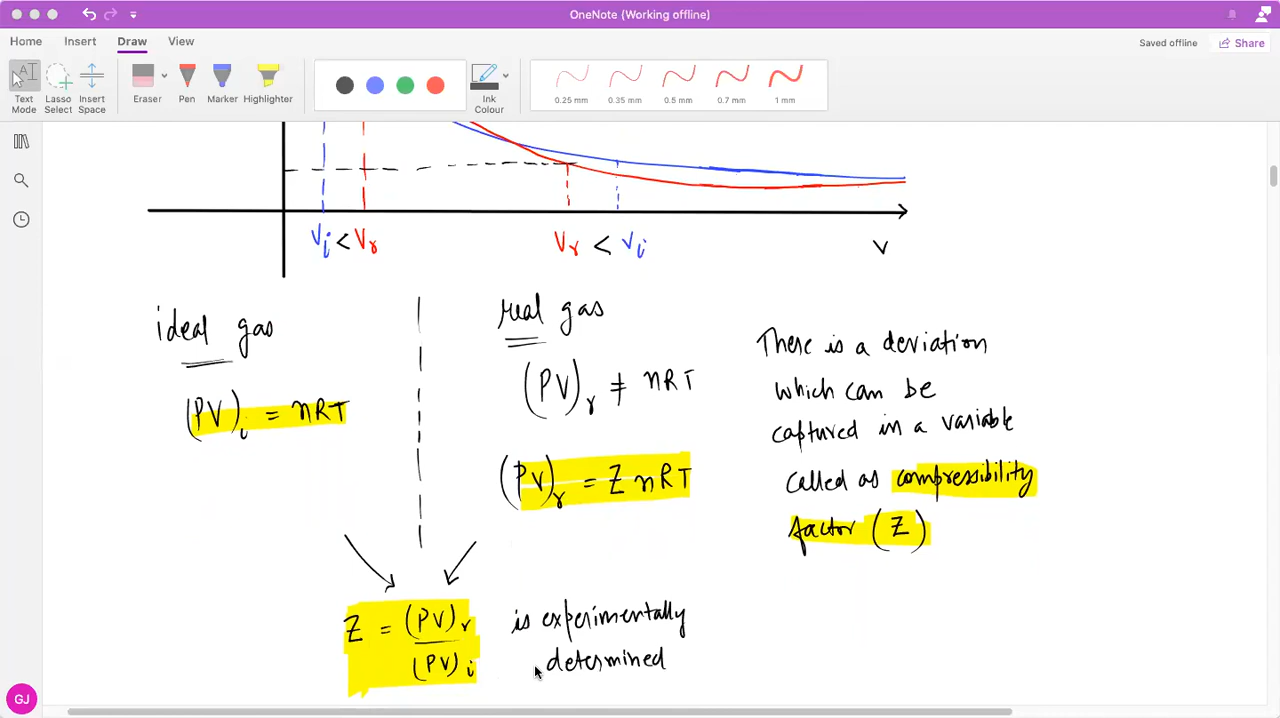 OneNote (Working offline)
Home Insert Draw View
Saved offline
Share
Text Mode
Lasso Select
Insert Space
Eraser
Pen
Marker
Highlighter
Ink Colour
0.25 mm
0.35 mm
0.5 mm
0.7 mm
1 mm
Vi < Vr
Vr < Vi
V
ideal gas
(PV)i = nRT
real gas
(PV)r ≠ nRT
(PV)r = Z nRT
There is a deviation
which can be
captured in a variable
called as compressibility
factor (Z)
Z = (PV)r
(PV)i
is experimentally
determined
GJ